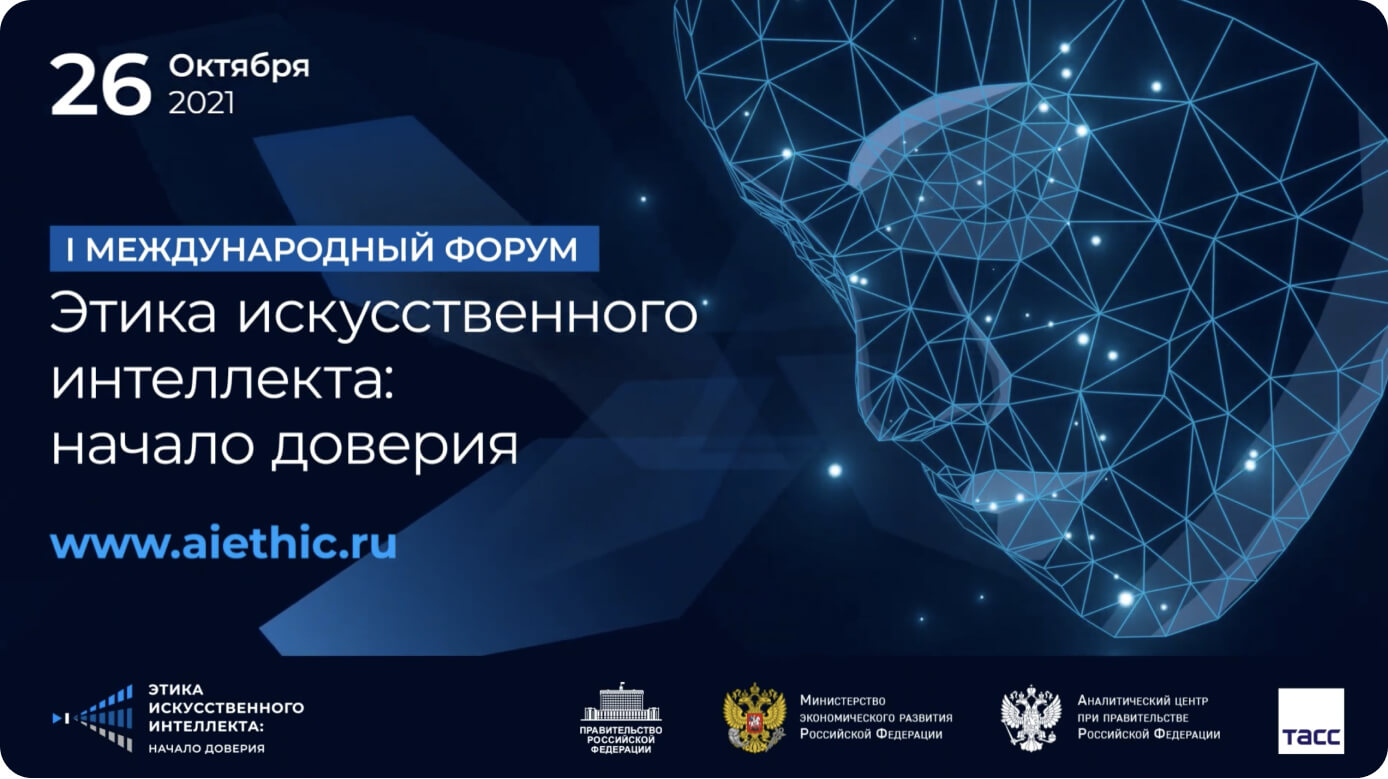 26 Октября
2021
I МЕЖДУНАРОДНЫЙ ФОРУМ
Этика искусственного
интеллекта:
начало доверия
www.aiethic.ru
ЭТИКА
ИСКУССТВЕННОГО
ИНТЕЛЛЕКТА:
НАЧАЛО ДОВЕРИЯ
ПРАВИТЕЛЬСТВО
РОССИЙСКОЙ
ФЕДЕРАЦИИ
Министерство
экономического развития
Российской Федерации
Аналитический центр
при правительстве
Российской Федерации
ТАСС